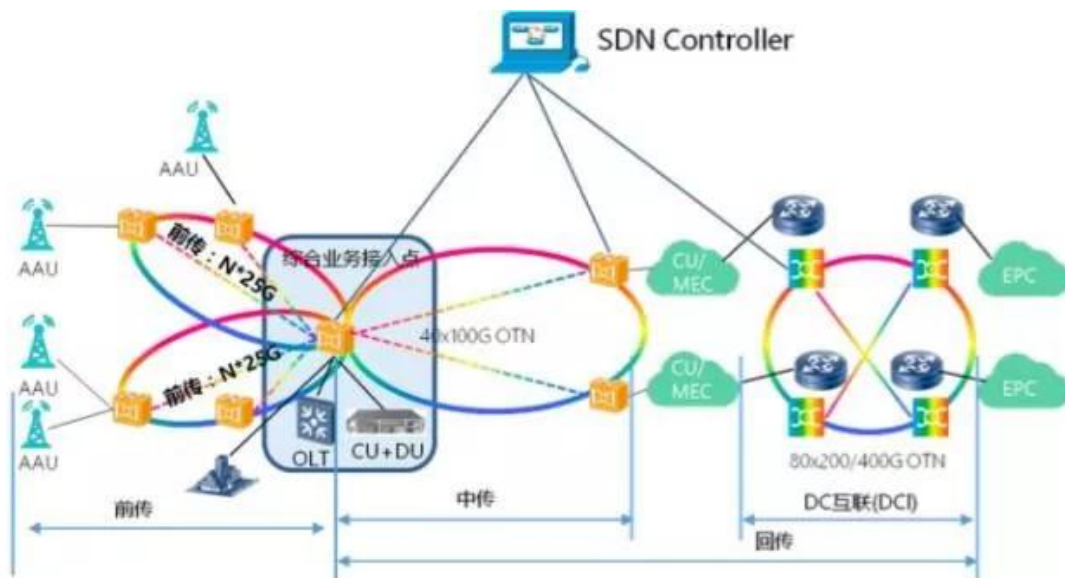 SDN Controller
AAU
AAU
前传：N*25G
综合业务接入点
CU/
MEC
EPC
40x100G OTN
AAU
前传：N*25G
CU/
MEC
EPC
AAU
OLT
CU+DU
80x200/400G OTN
前传
中传
DC互联(DCI)
回传